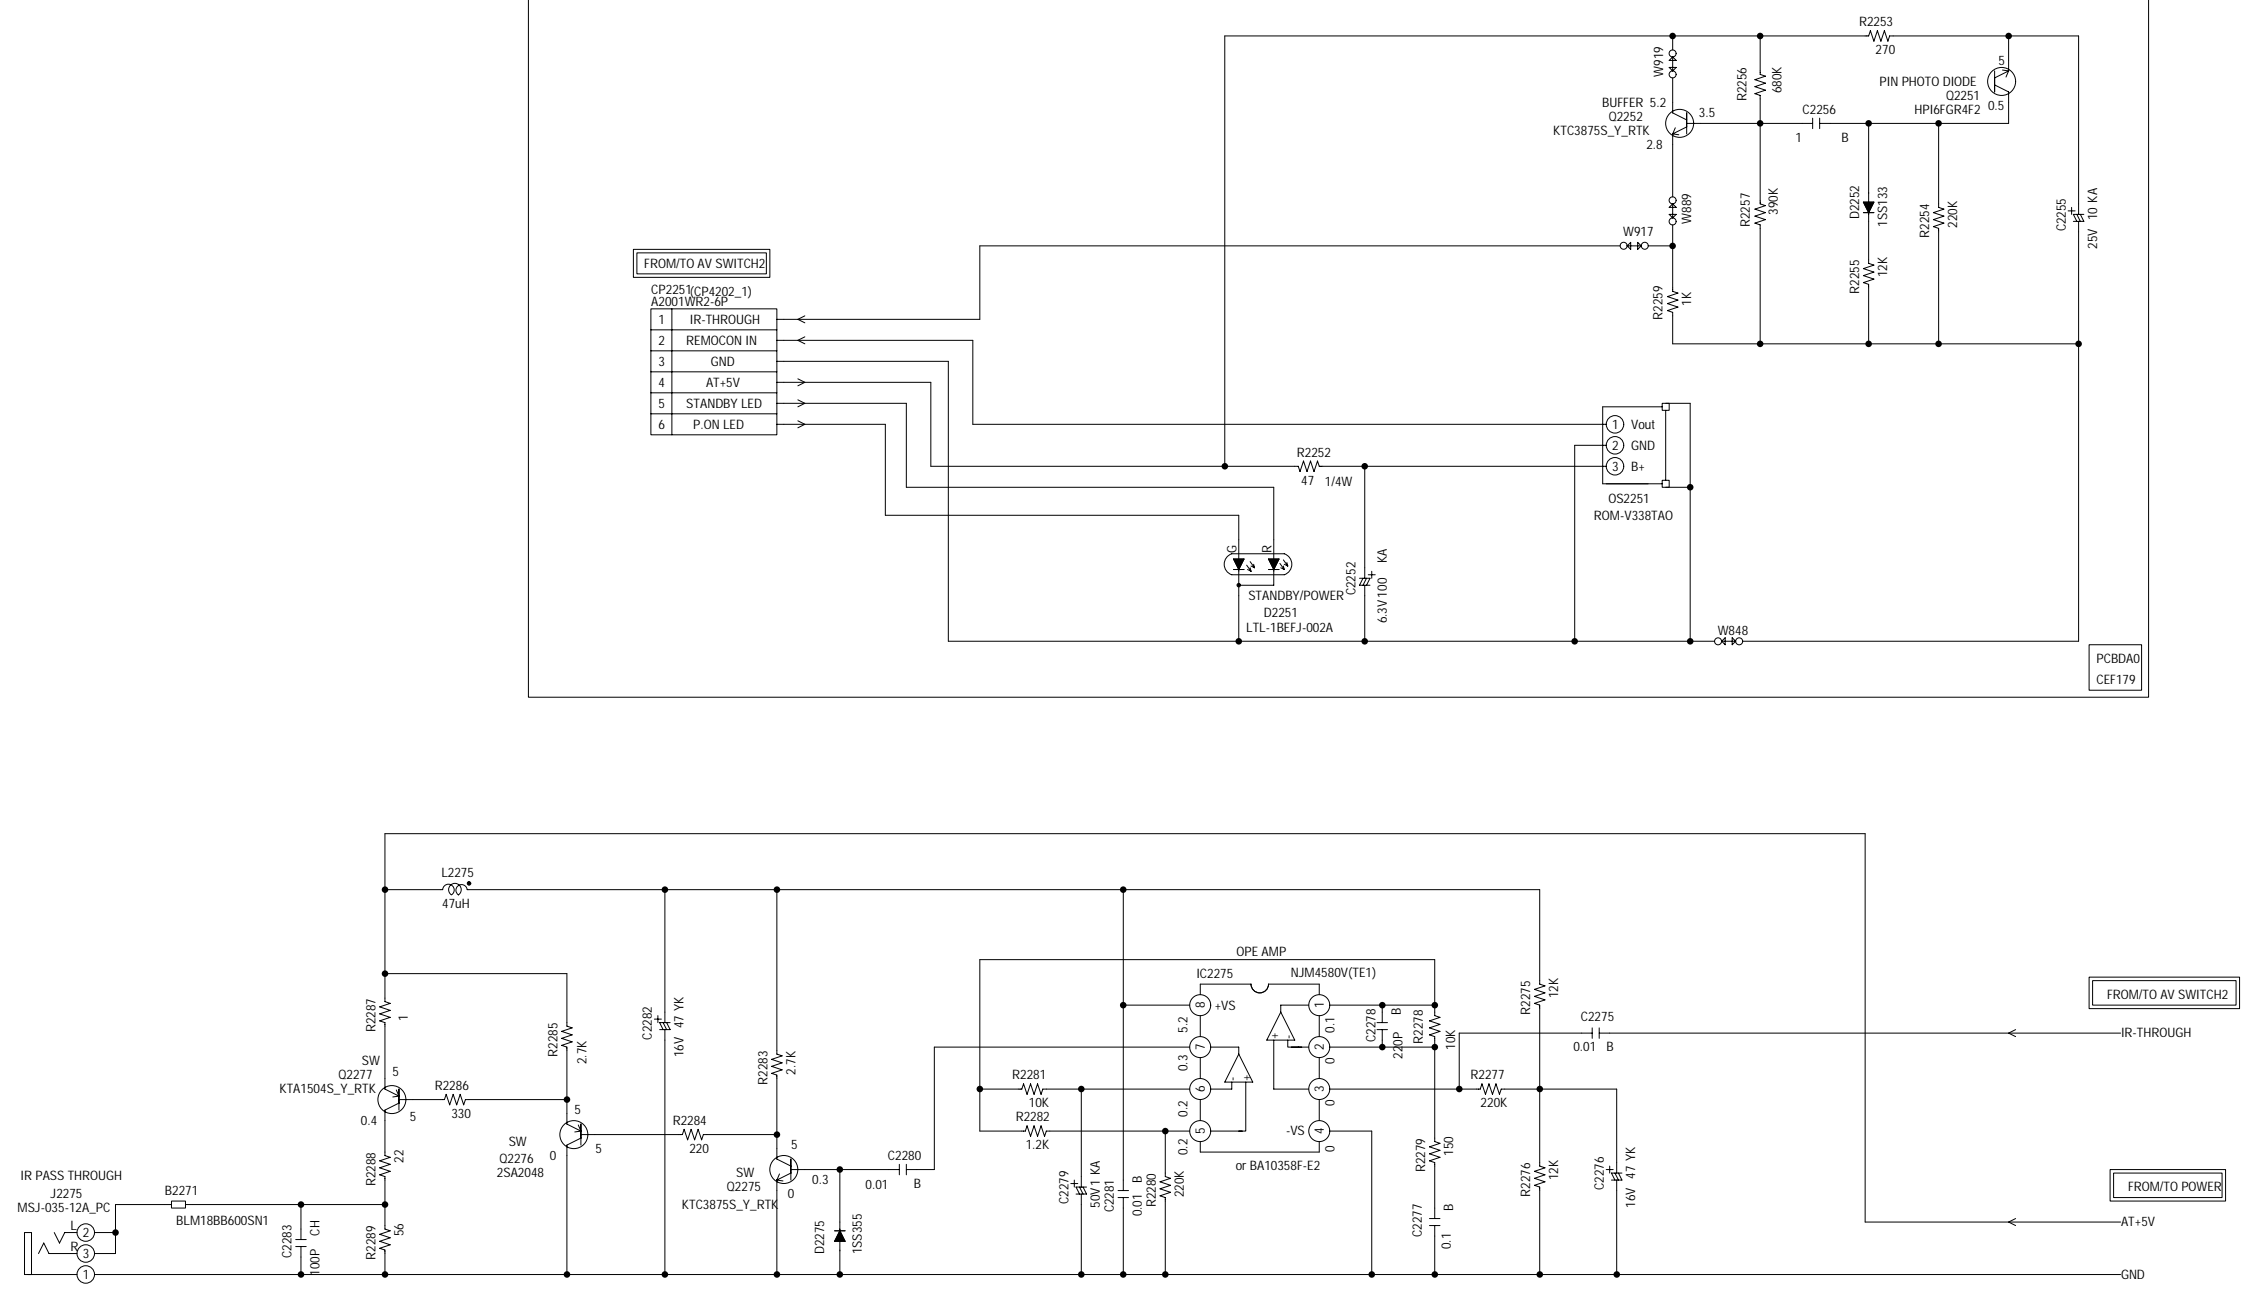 R2253
270
W919
R2256
680K
5
PIN PHOTO DIODE
Q2251
HPI6FGR4F2
0.5
BUFFER 5.2
Q2252
KTC3875S_Y_RTK
3.5
2.8
C2256
1 B
W889
R2257
390K
D2252
1SS133
R2254
220K
C2255
+
25V 10 KA
W917
R2255
12K
R2259
1K
FROM/TO AV SWITCH2
CP2251(CP4202_1)
A2001WR2-6P
1 IR-THROUGH
2 REMOCON IN
3 GND
4 AT+5V
5 STANDBY LED
6 P.ON LED
1 Vout
2 GND
3 B+
OS2251
ROM-V338TAO
R2252
47 1/4W
G R
STANDBY/POWER
D2251
LTL-1BEFJ-002A
C2252
+
6.3V 100 KA
W848
PCBDA0
CEF179
L2275
47uH
OPE AMP
IC2275
NJM4580V(TE1)
8 +VS
5.2
7
0.3
6
0.2
5
0.2
1
0.1
2
0
3
0
-VS 4
0
+ -
- +
or BA10358F-E2
R2287
1
R2285
2.7K
C2282
+
16V 47 YK
R2283
2.7K
C2278
220P B
R2278
10K
R2275
12K
C2275
0.01 B
FROM/TO AV SWITCH2
IR-THROUGH
SW
Q2277
KTA1504S_Y_RTK
5
0.4
5
R2286
330
R2281
10K
R2282
1.2K
R2277
220K
SW
Q2276
2SA2048
5
0
5
R2284
220
SW
Q2275
KTC3875S_Y_RTK
5
0
0.3
C2280
0.01 B
R2288
22
C2279
+
50V1 KA
C2281
0.01 B
R2280
220K
R2279
150
R2276
12K
C2276
+
16V 47 YK
FROM/TO POWER
IR PASS THROUGH
J2275
MSJ-035-12A_PC
B2271
BLM18BB600SN1
L 2
R 3
1
C2283
100P CH
R2289
56
D2275
1SS355
C2277
0.1 B
AT+5V
GND